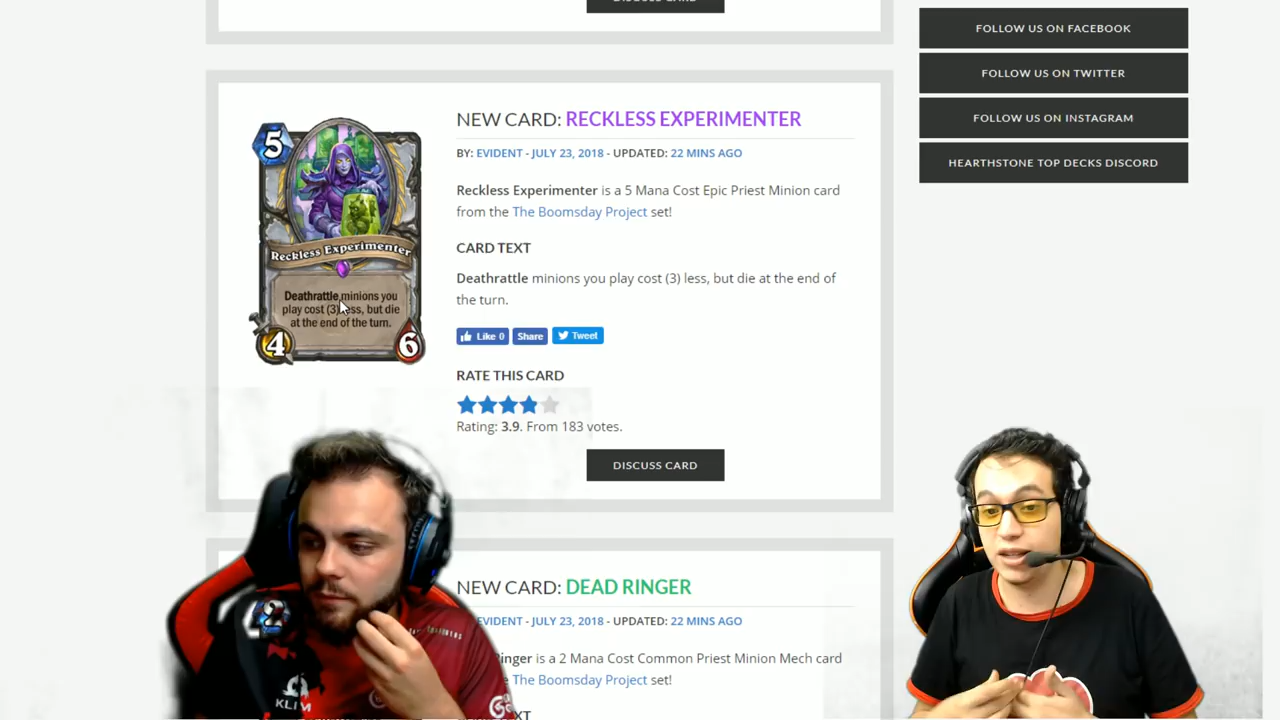 FOLLOW US ON FACEBOOK
FOLLOW US ON TWITTER
FOLLOW US ON INSTAGRAM
HEARTHSTONE TOP DECKS DISCORD
5
Reckless Experimenter
Deathrattle minions you
play cost (3) less, but die
at the end of the turn.
4
6
NEW CARD: RECKLESS EXPERIMENTER
BY: EVIDENT - JULY 23, 2018 - UPDATED: 22 MINS AGO
Reckless Experimenter is a 5 Mana Cost Epic Priest Minion card
from the The Boomsday Project set!
CARD TEXT
Deathrattle minions you play cost (3) less, but die at the end of
the turn.
Like 0 Share Tweet
RATE THIS CARD
Rating: 3.9. From 183 votes.
DISCUSS CARD
NEW CARD: DEAD RINGER
EVIDENT - JULY 23, 2018 - UPDATED: 22 MINS AGO
is a 2 Mana Cost Common Priest Minion Mech card
The Boomsday Project set!
2
KLIM